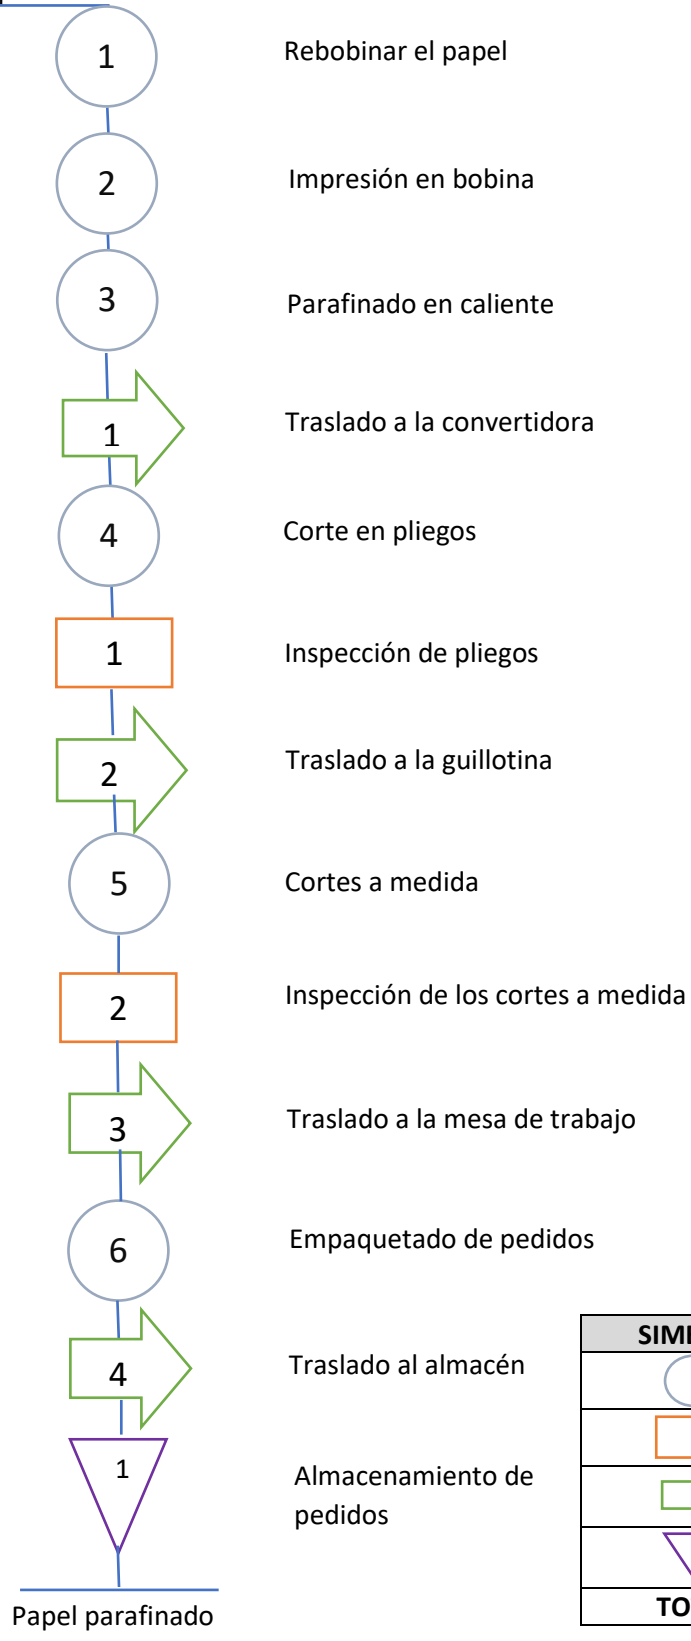 1 Rebobinar el papel
2 Impresión en bobina
3 Parafinado en caliente
1 Traslado a la convertidora
4 Corte en pliegos
1 Inspección de pliegos
2 Traslado a la guillotina
5 Cortes a medida
2 Inspección de los cortes a medida
3 Traslado a la mesa de trabajo
6 Empaquetado de pedidos
SIM
4 Traslado al almacén
1 Almacenamiento de
pedidos
TO
Papel parafinado